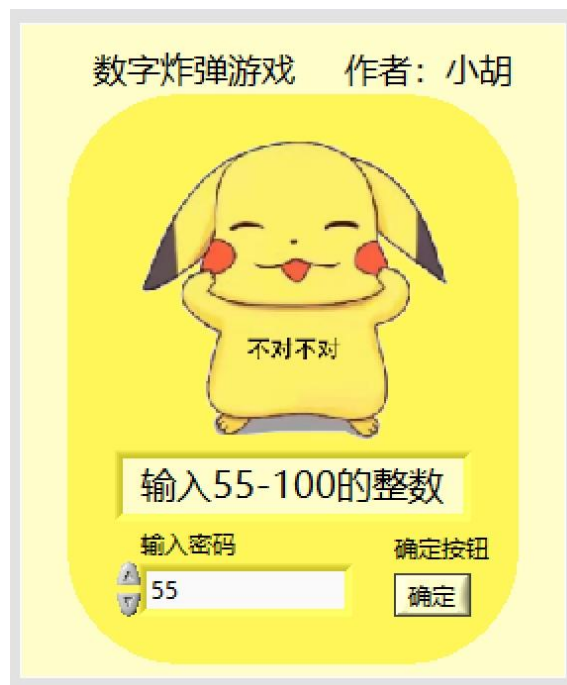 数字炸弹游戏 作者：小胡
不对不对
输入55-100的整数
输入密码 确定按钮
55 确定